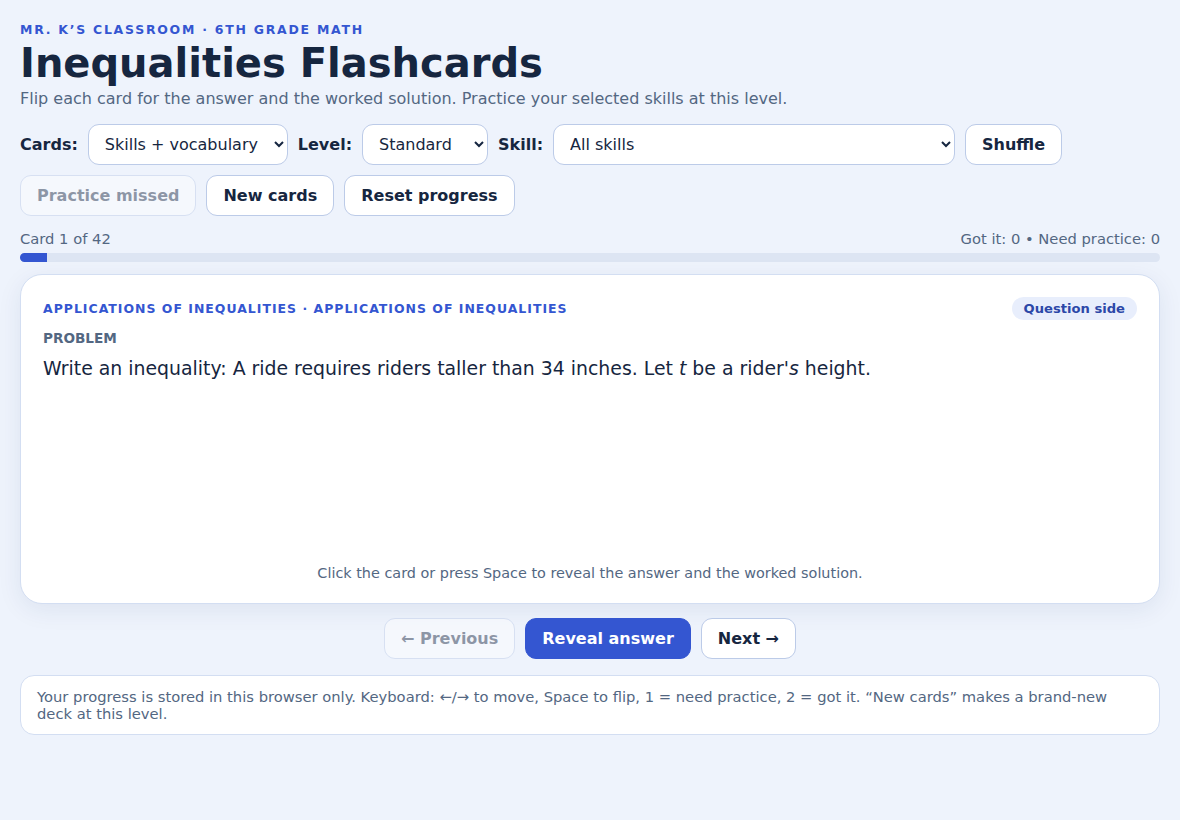 MR. K’S CLASSROOM · 6TH GRADE MATH
Inequalities Flashcards
Flip each card for the answer and the worked solution. Practice your selected skills at this level.
Cards: Skills + vocabulary Level: Standard Skill: All skills Shuffle
Practice missed New cards Reset progress
Card 1 of 42 Got it: 0 • Need practice: 0
APPLICATIONS OF INEQUALITIES · APPLICATIONS OF INEQUALITIES Question side
PROBLEM
Write an inequality: A ride requires riders taller than 34 inches. Let t be a rider's height.
Click the card or press Space to reveal the answer and the worked solution.
← Previous Reveal answer Next →
Your progress is stored in this browser only. Keyboard: ←/→ to move, Space to flip, 1 = need practice, 2 = got it. “New cards” makes a brand-new
deck at this level.